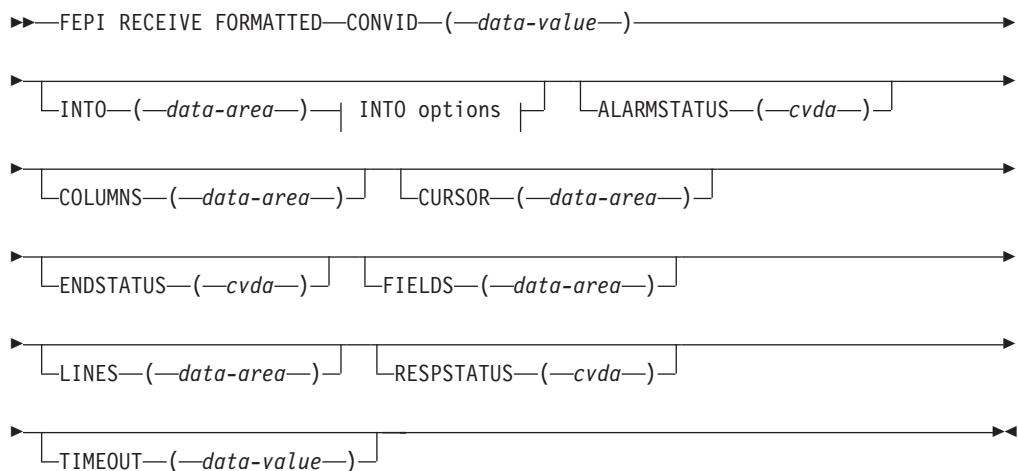 FEPI RECEIVE FORMATTED CONVID ( data-value )
INTO ( data-area ) INTO options ALARMSTATUS ( cvda )
COLUMNS ( data-area ) CURSOR ( data-area )
ENDSTATUS ( cvda ) FIELDS ( data-area )
LINES ( data-area ) RESPSTATUS ( cvda )
TIMEOUT ( data-value )